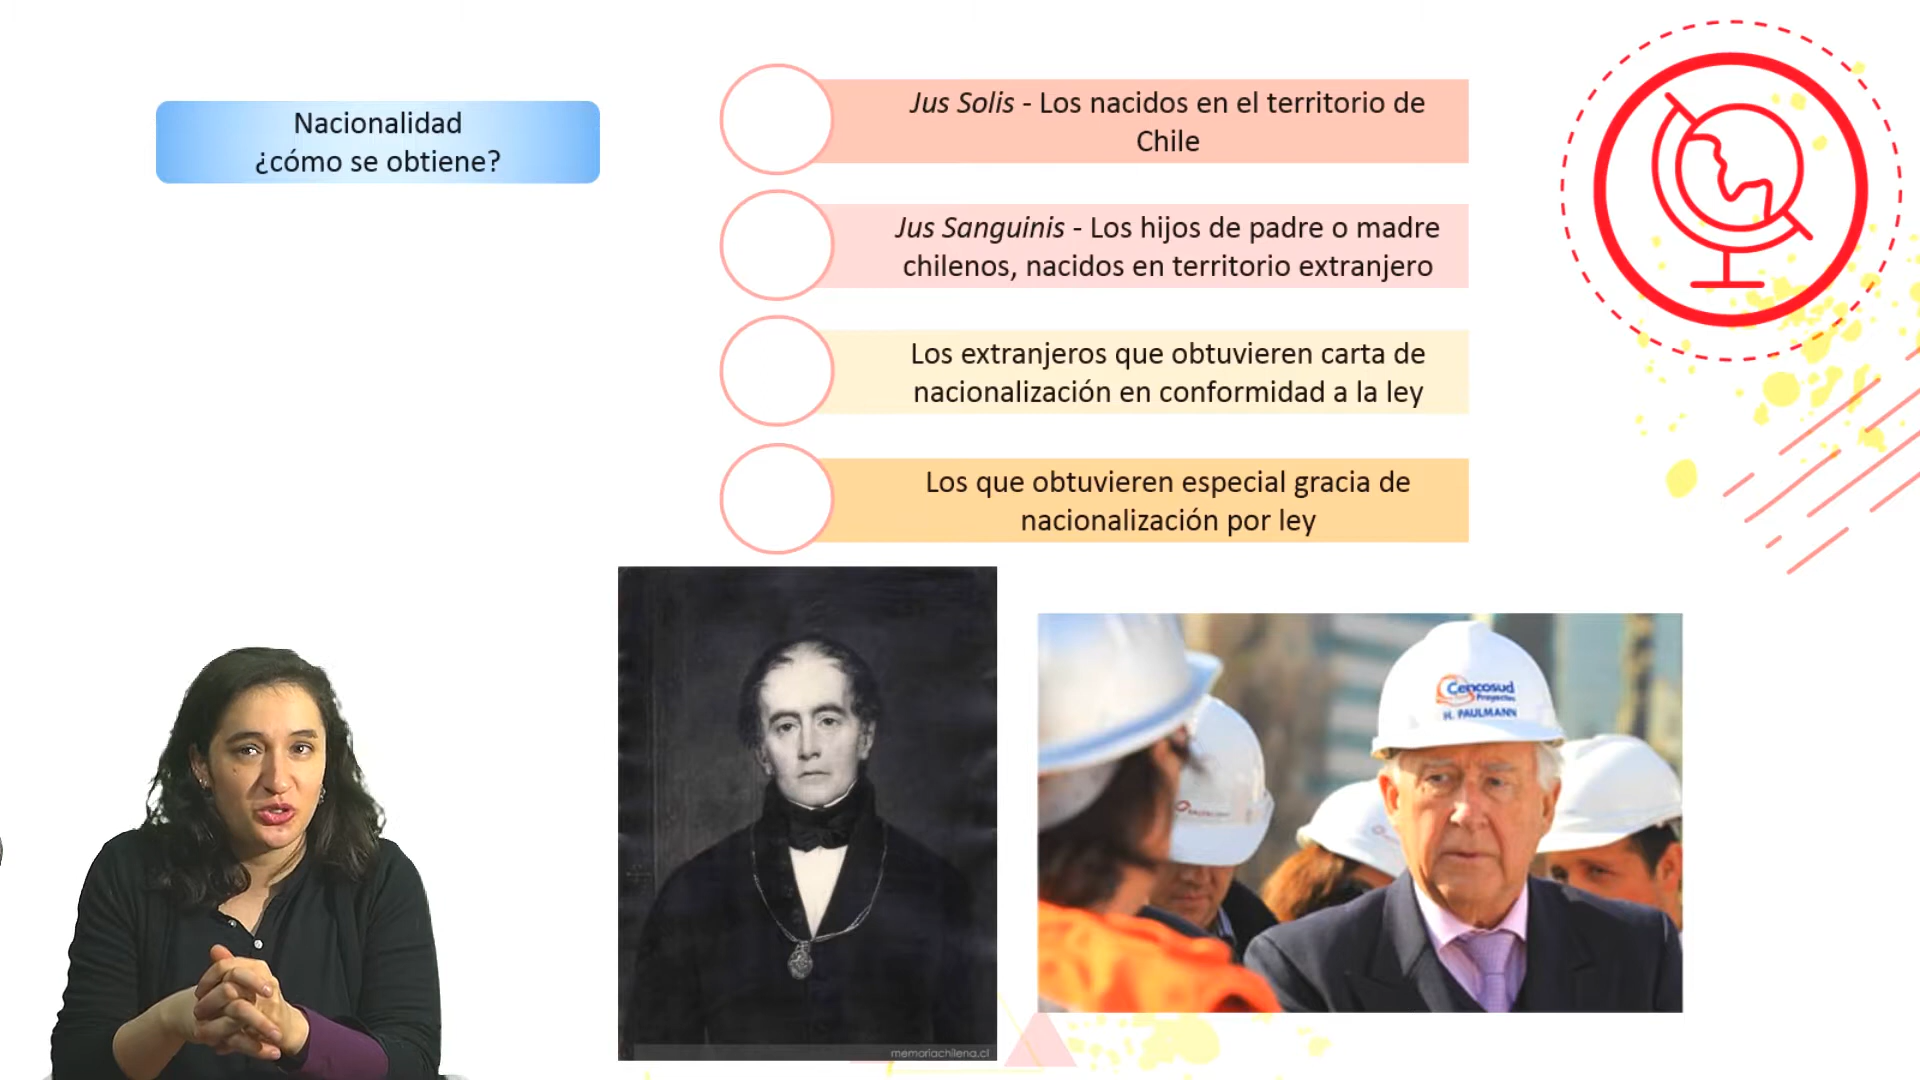 Nacionalidad
¿cómo se obtiene?
Jus Solis - Los nacidos en el territorio de
Chile
Jus Sanguinis - Los hijos de padre o madre
chilenos, nacidos en territorio extranjero
Los extranjeros que obtuvieren carta de
nacionalización en conformidad a la ley
Los que obtuvieren especial gracia de
nacionalización por ley
Cencosud
Proyectos
H. PAULMANN
memoriachilena.cl